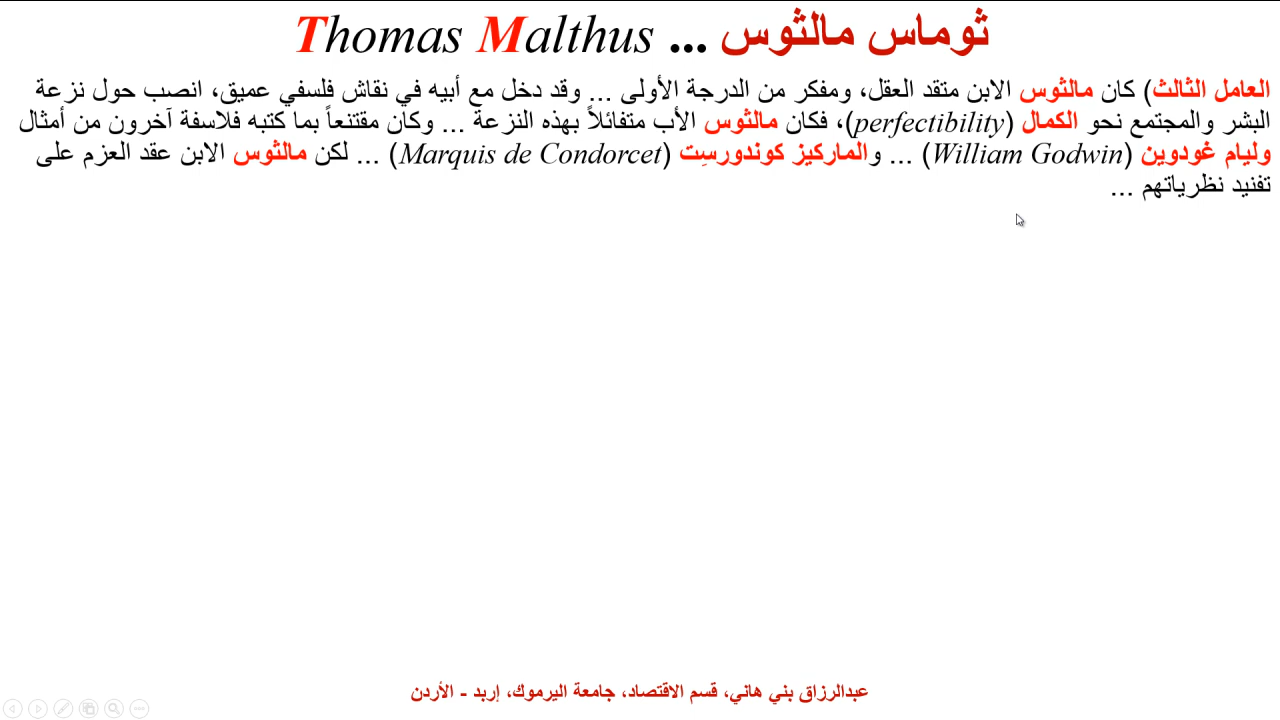 ثوماس مالثوس ... Thomas Malthus
العامل الثالث) كان مالثوس الابن متقد العقل، ومفكر من الدرجة الأولى ... وقد دخل مع أبيه في نقاش فلسفي عميق، انصب حول نزعة
البشر والمجتمع نحو الكمال (perfectibility)، فكان مالثوس الأب متفائلاً بهذه النزعة ... وكان مقتنعاً بما كتبه فلاسفة آخرون من أمثال
وليام غودوين (William Godwin) ... والماركيز كوندورسِت (Marquis de Condorcet) ... لكن مالثوس الابن عقد العزم على
تفنيد نظرياتهم ...
عبدالرزاق بني هاني، قسم الاقتصاد، جامعة اليرموك، إربد - الأردن